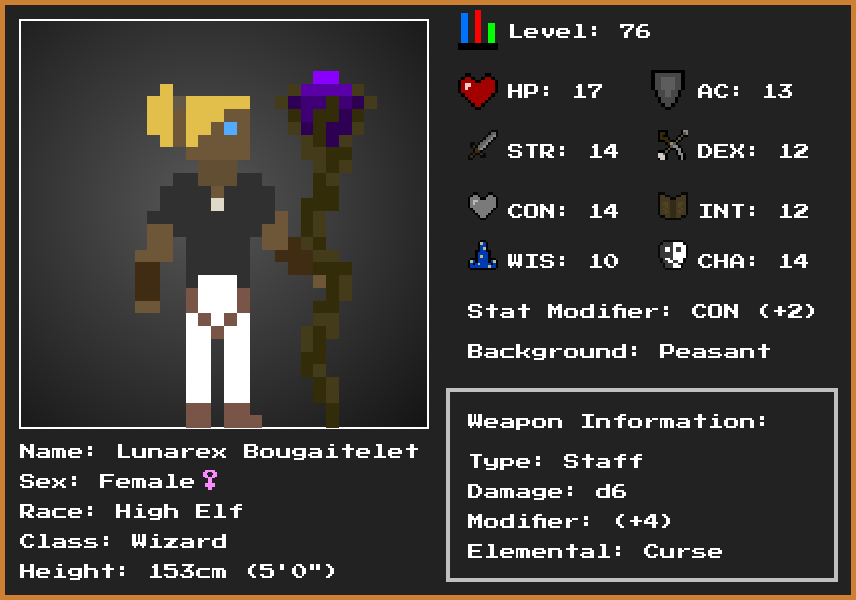 Level: 76
HP: 17 AC: 13
STR: 14 DEX: 12
CON: 14 INT: 12
WIS: 10 CHA: 14
Stat Modifier: CON (+2)
Background: Peasant
Weapon Information:
Type: Staff
Damage: d6
Modifier: (+4)
Elemental: Curse
Name: Lunarex Bougaitelet
Sex: Female♀
Race: High Elf
Class: Wizard
Height: 153cm (5'0")